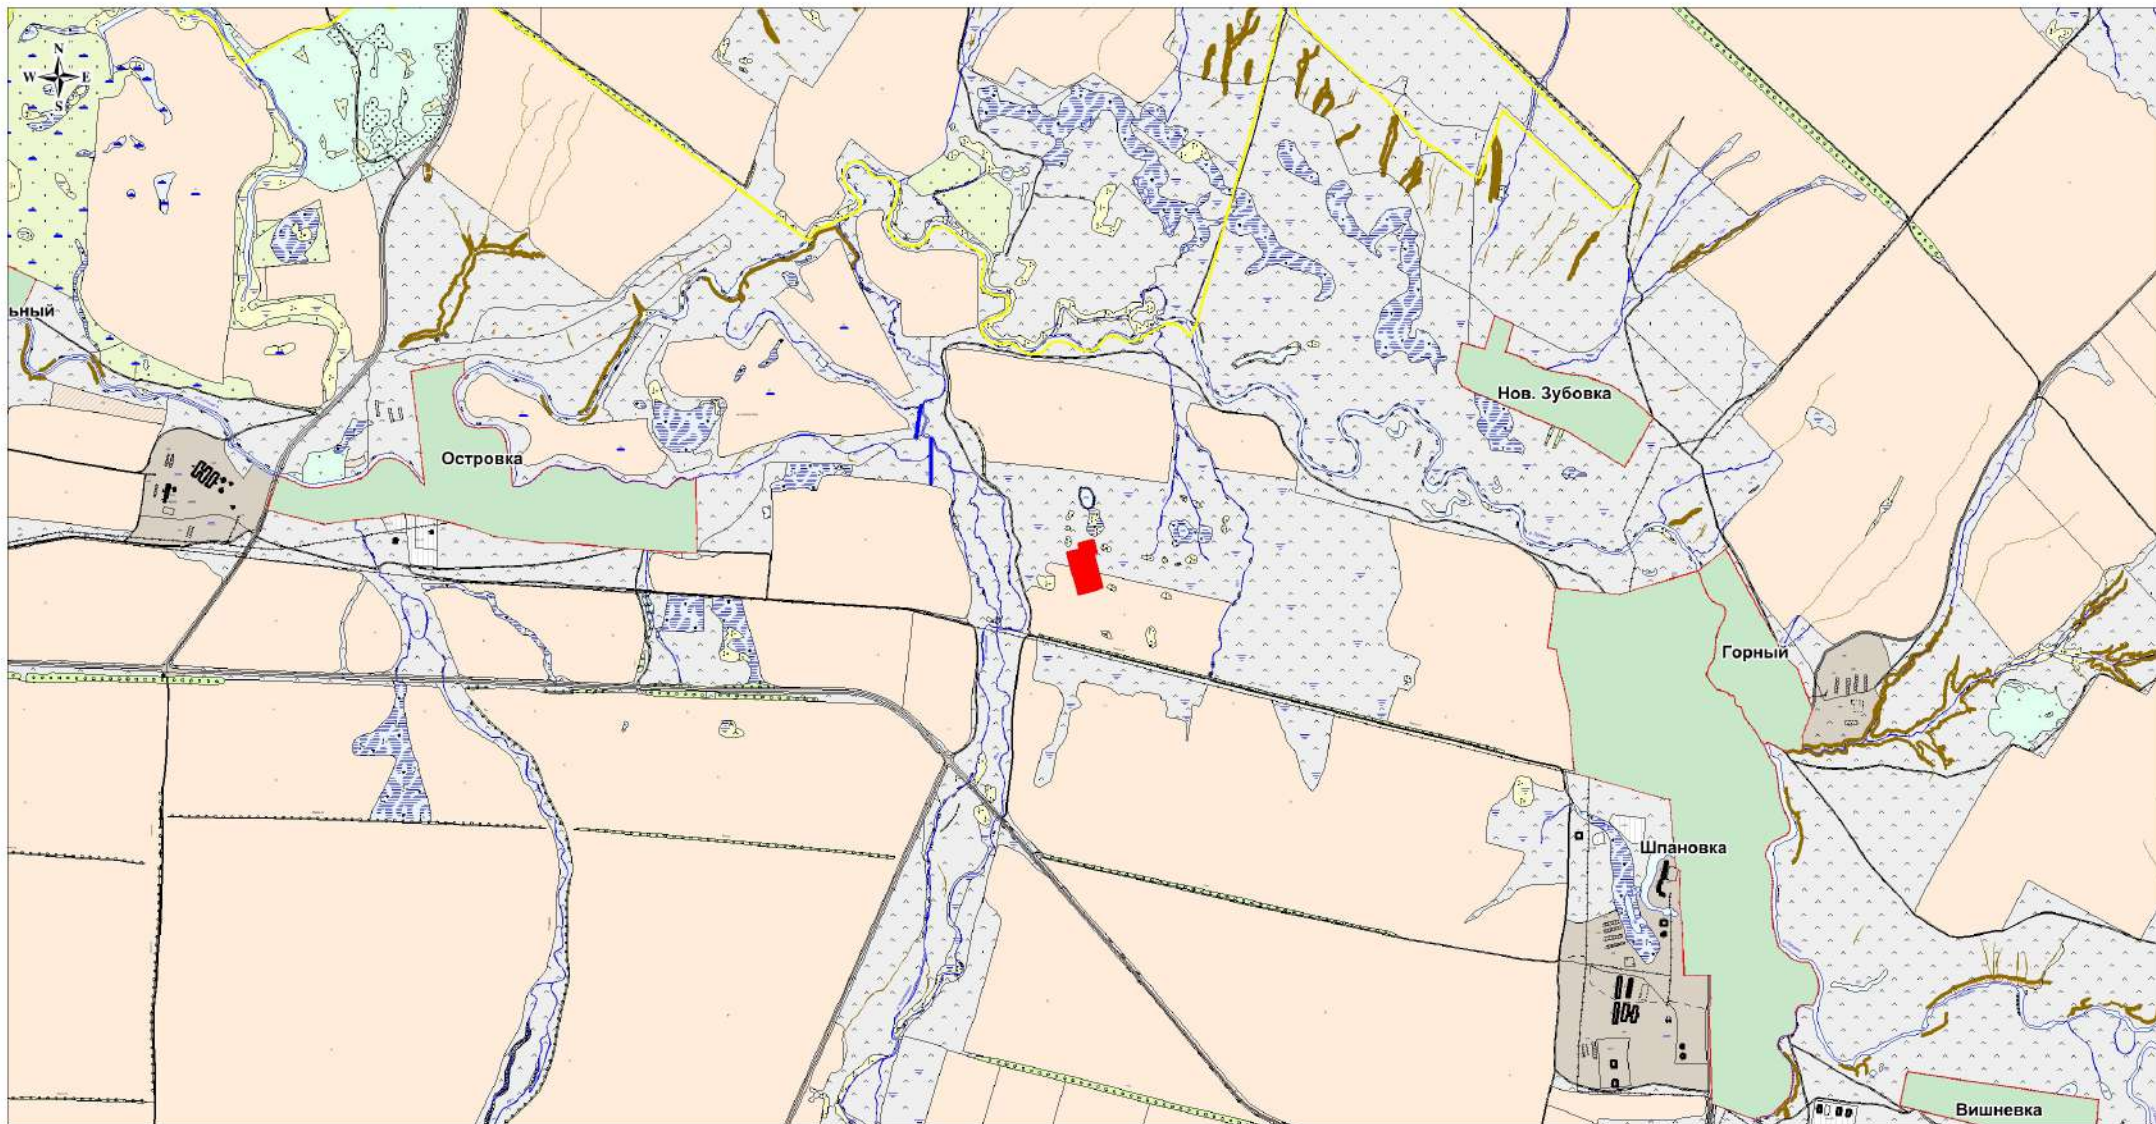 N
W E
S
ьный
Нов. Зубовка
Островка
Горный
Шпановка
Вишневка